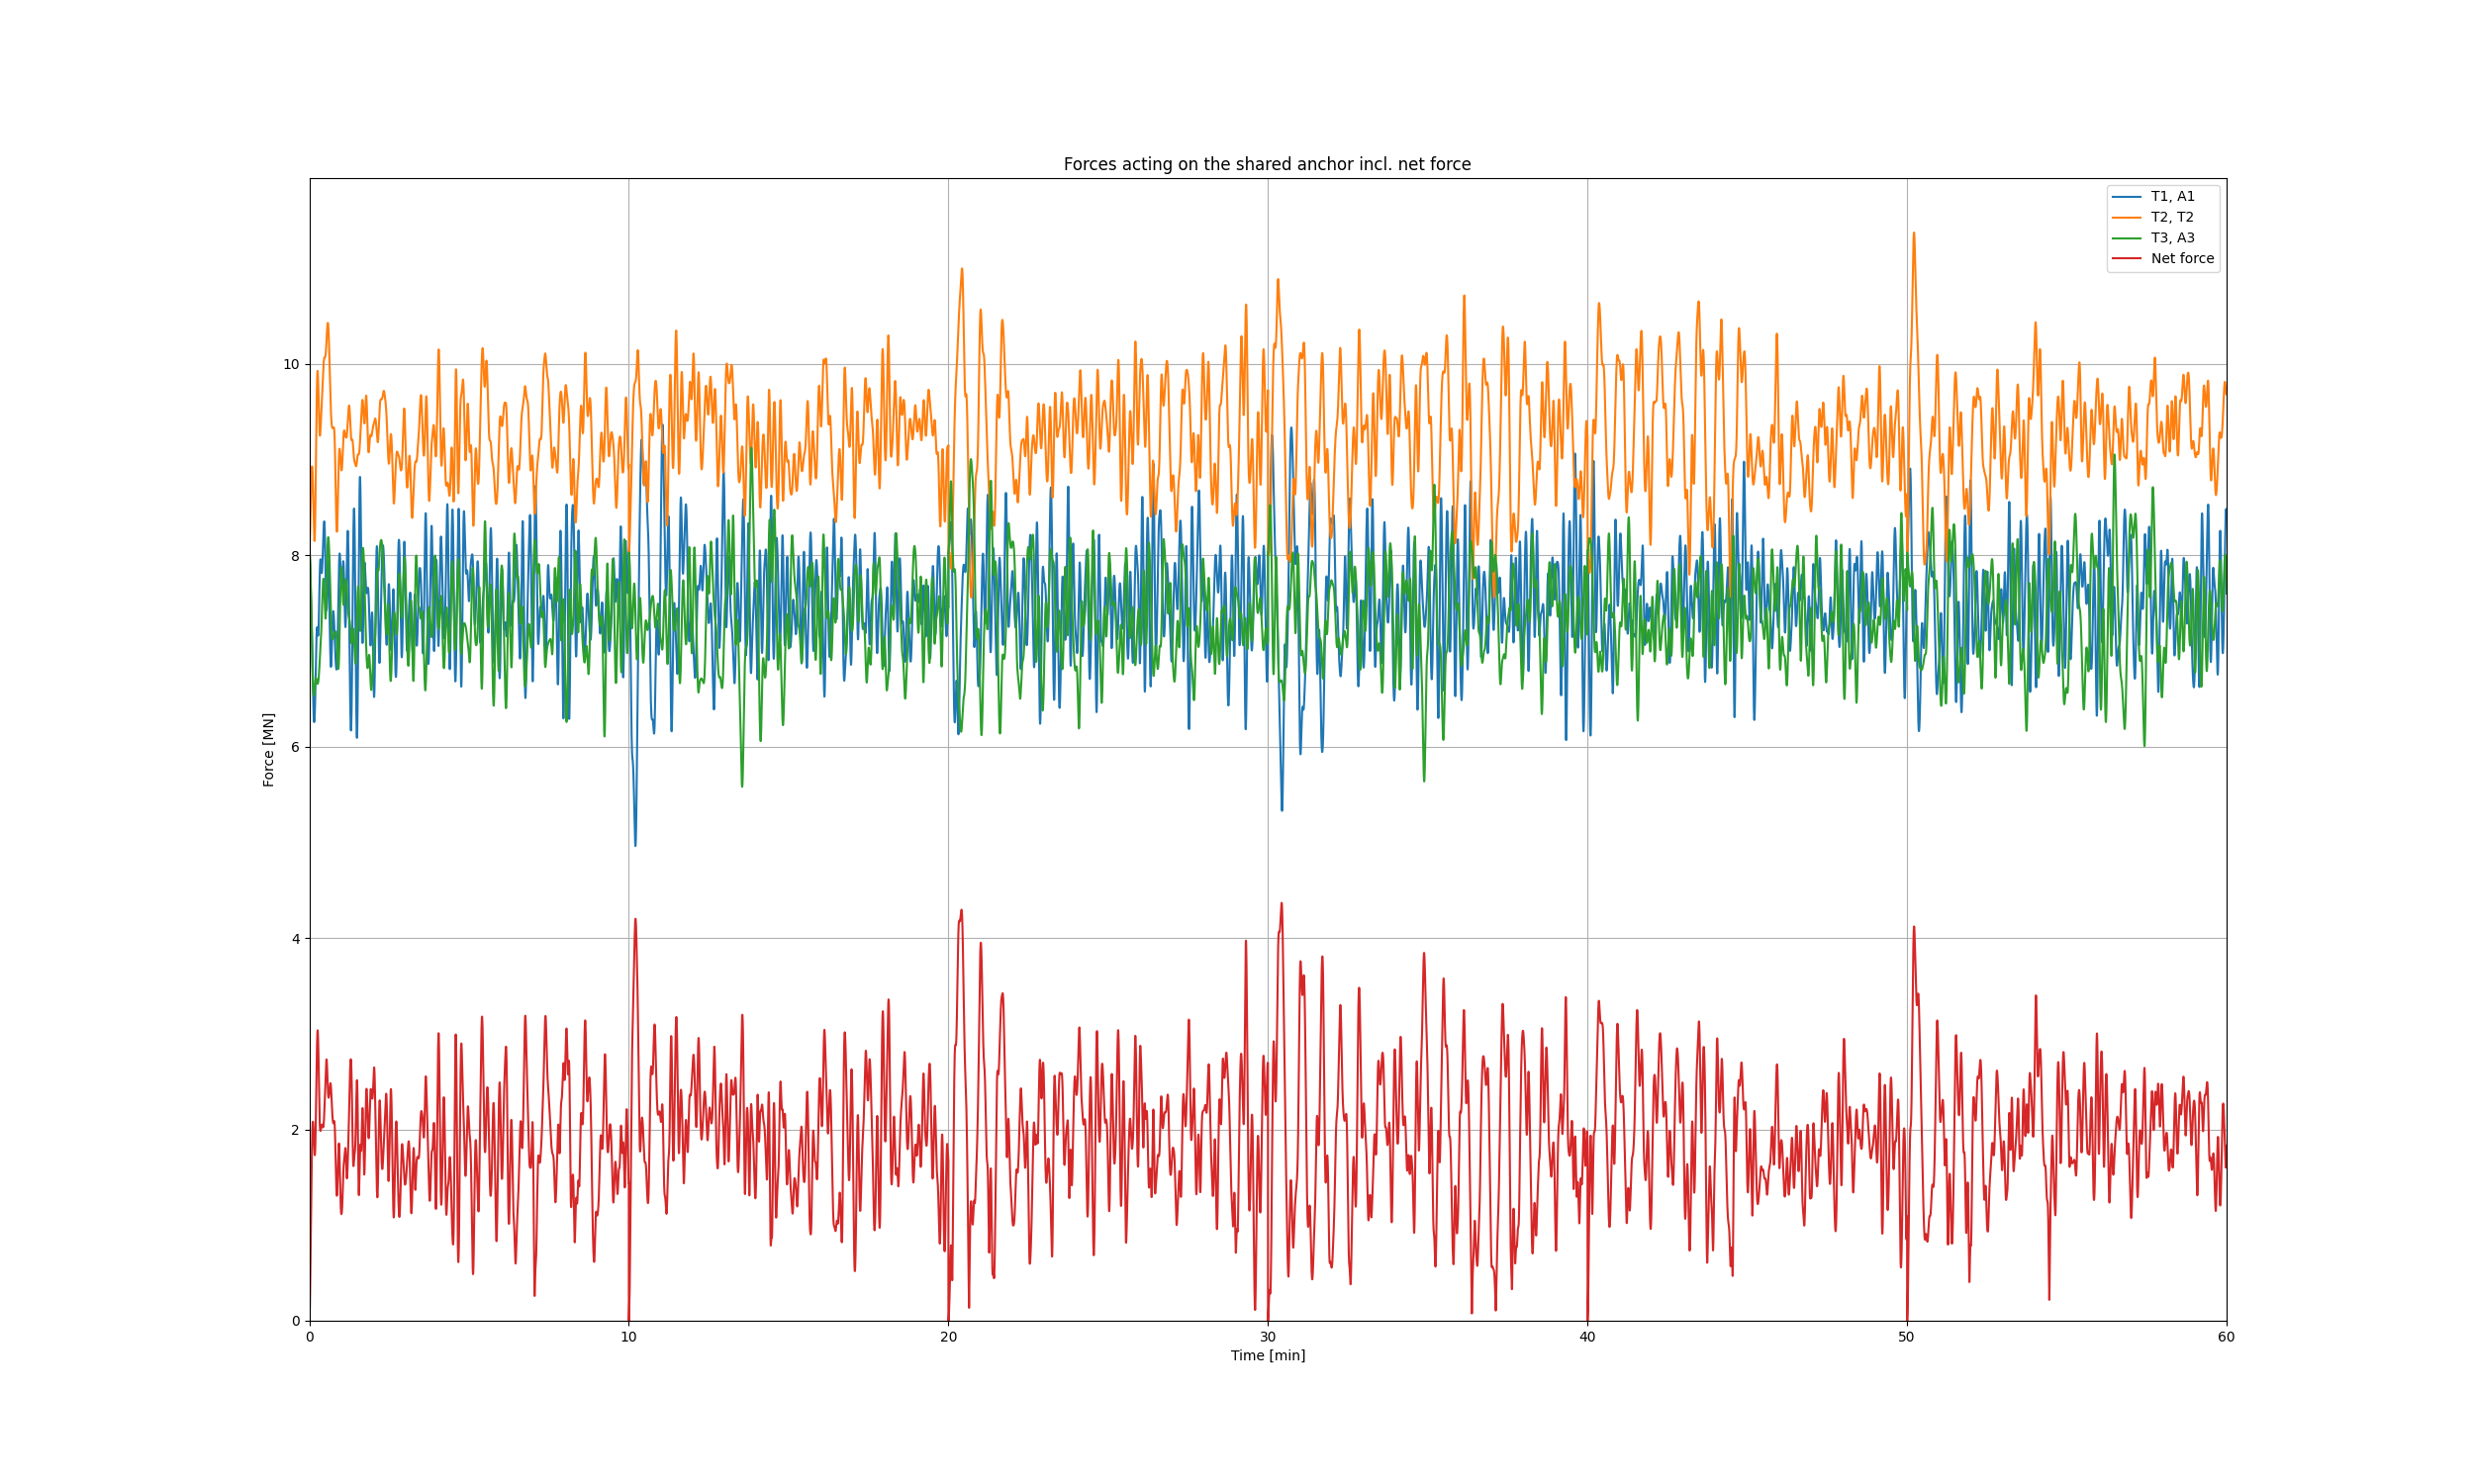 Forces acting on the shared anchor incl. net force
T1, A1
T2, T2
T3, A3
Net force
Force [MN]
10
8
6
4
2
0
0 10 20 30 40 50 60
Time [min]